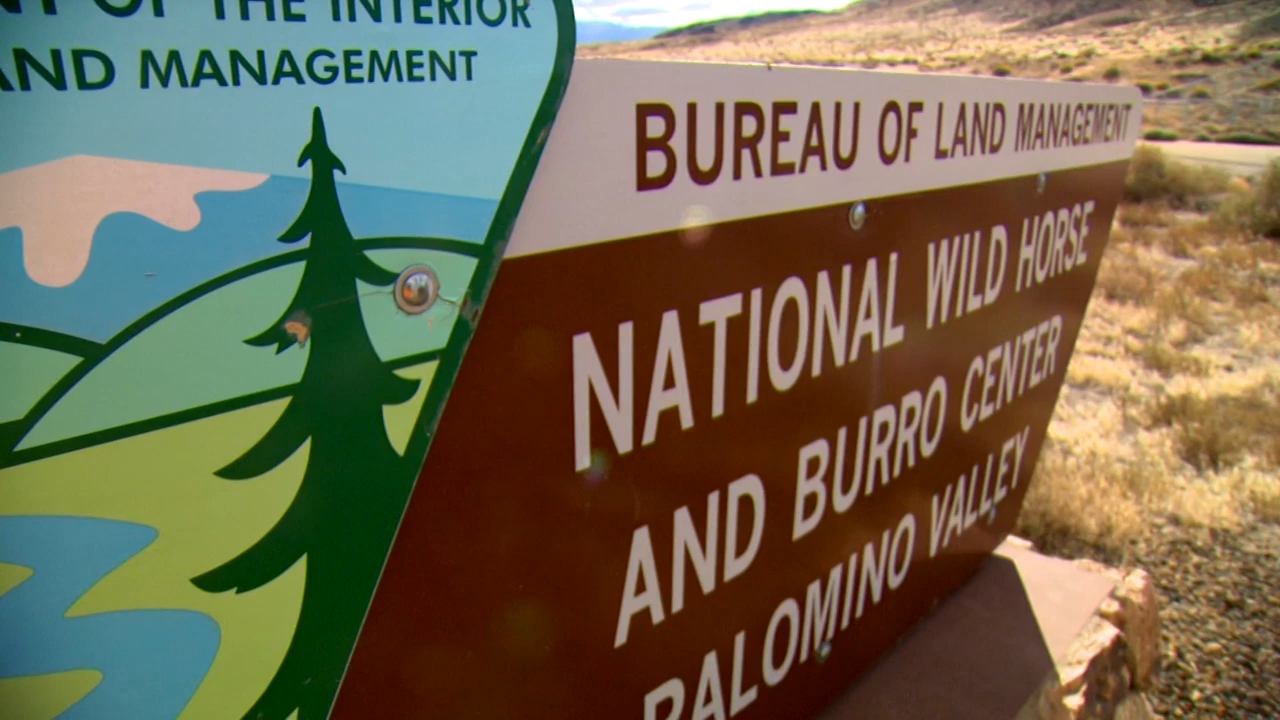 NT OF THE INTERIOR
AND MANAGEMENT
BUREAU OF LAND MANAGEMENT
NATIONAL WILD HORSE
AND BURRO CENTER
PALOMINO VALLEY